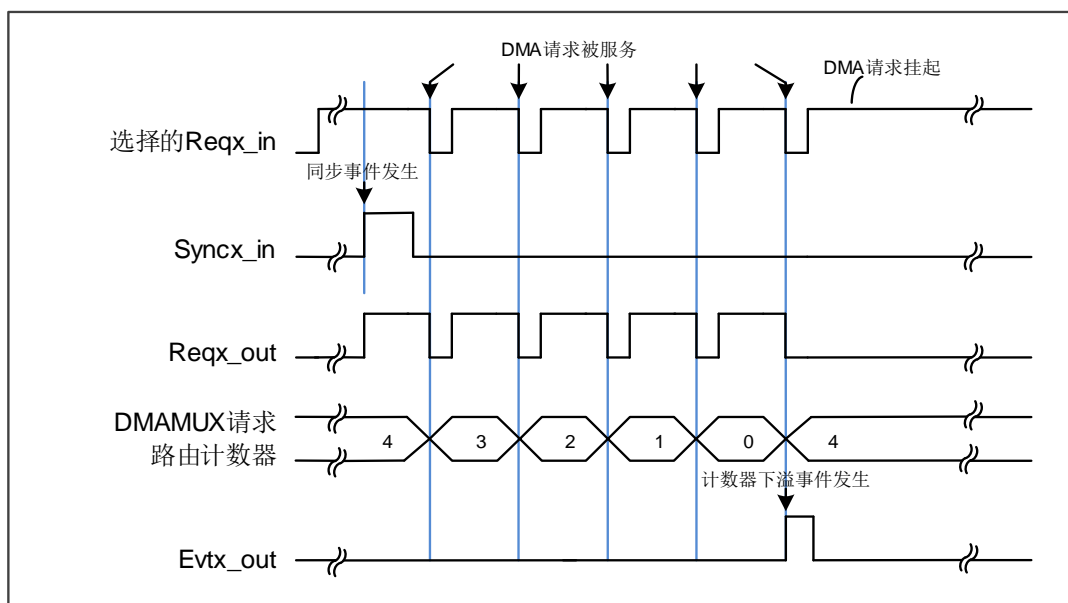 DMA请求被服务
DMA请求挂起
选择的Reqx_in
同步事件发生
Syncx_in
Reqx_out
DMAMUX请求
路由计数器
4 3 2 1 0 4
计数器下溢事件发生
Evtx_out